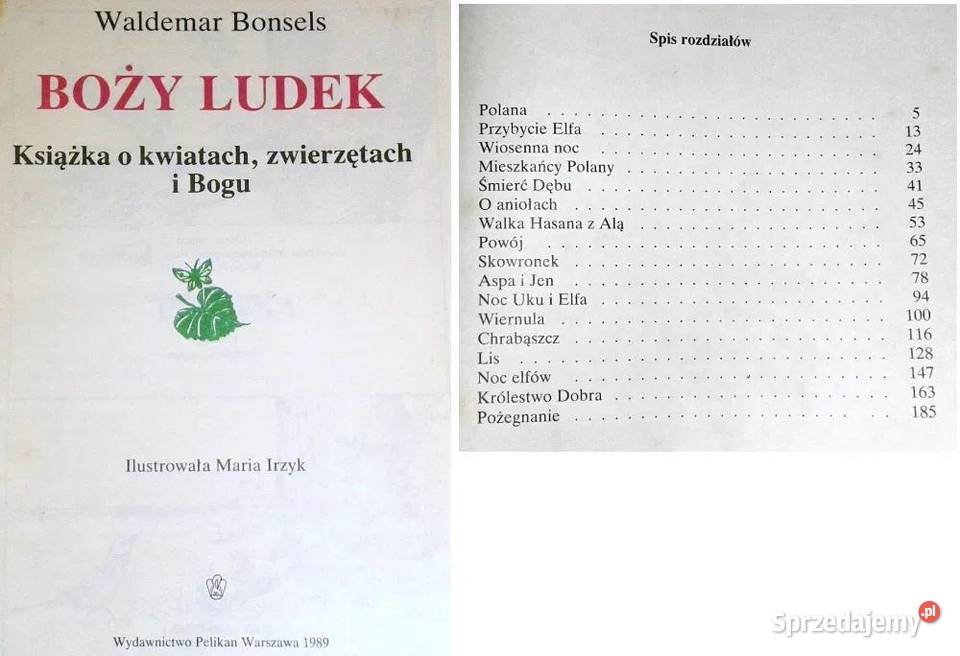 Waldemar Bonsels
BOŻY LUDEK
Książka o kwiatach, zwierzętach
i Bogu
Ilustrowała Maria Irzyk
Wydawnictwo Pelikan Warszawa 1989
Spis rozdziałów
Polana . . . . . . . . . . . . . . . . . . . . 5
Przybycie Elfa . . . . . . . . . . . . . . . . . 13
Wiosenna noc . . . . . . . . . . . . . . . . . 24
Mieszkańcy Polany . . . . . . . . . . . . . . . 33
Śmierć Dębu . . . . . . . . . . . . . . . . . 41
O aniołach . . . . . . . . . . . . . . . . . . 45
Walka Hasana z Alą . . . . . . . . . . . . . . 53
Powój . . . . . . . . . . . . . . . . . . . . 65
Skowronek . . . . . . . . . . . . . . . . . . 72
Aspa i Jen . . . . . . . . . . . . . . . . . . 78
Noc Uku i Elfa . . . . . . . . . . . . . . . . 94
Wiernula . . . . . . . . . . . . . . . . . . . 100
Chrabąszcz . . . . . . . . . . . . . . . . . . 116
Lis . . . . . . . . . . . . . . . . . . . . . 128
Noc elfów . . . . . . . . . . . . . . . . . . 147
Królestwo Dobra . . . . . . . . . . . . . . . . 163
Pożegnanie . . . . . . . . . . . . . . . . . . 185
Sprzedajemy.pl